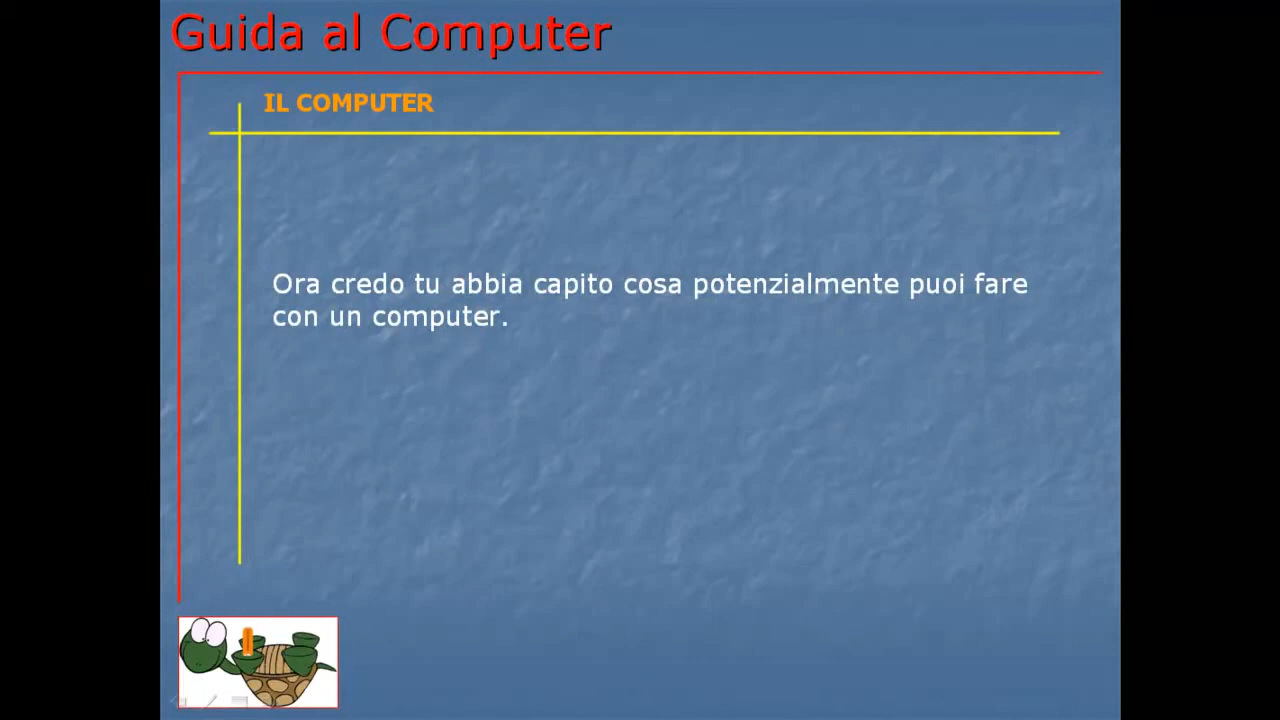 Guida al Computer
IL COMPUTER
Ora credo tu abbia capito cosa potenzialmente puoi fare
con un computer.